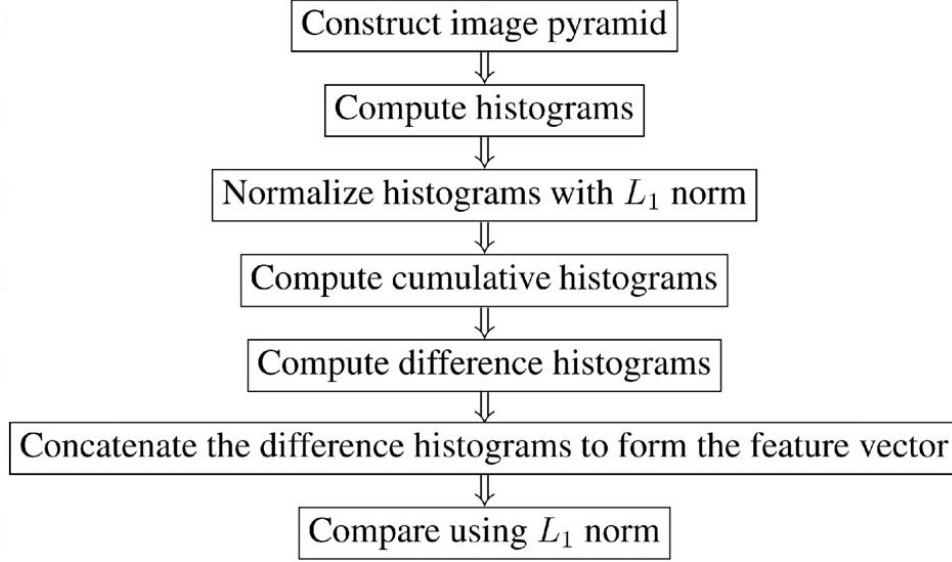 Construct image pyramid
Compute histograms
Normalize histograms with L₁ norm
Compute cumulative histograms
Compute difference histograms
Concatenate the difference histograms to form the feature vector
Compare using L₁ norm